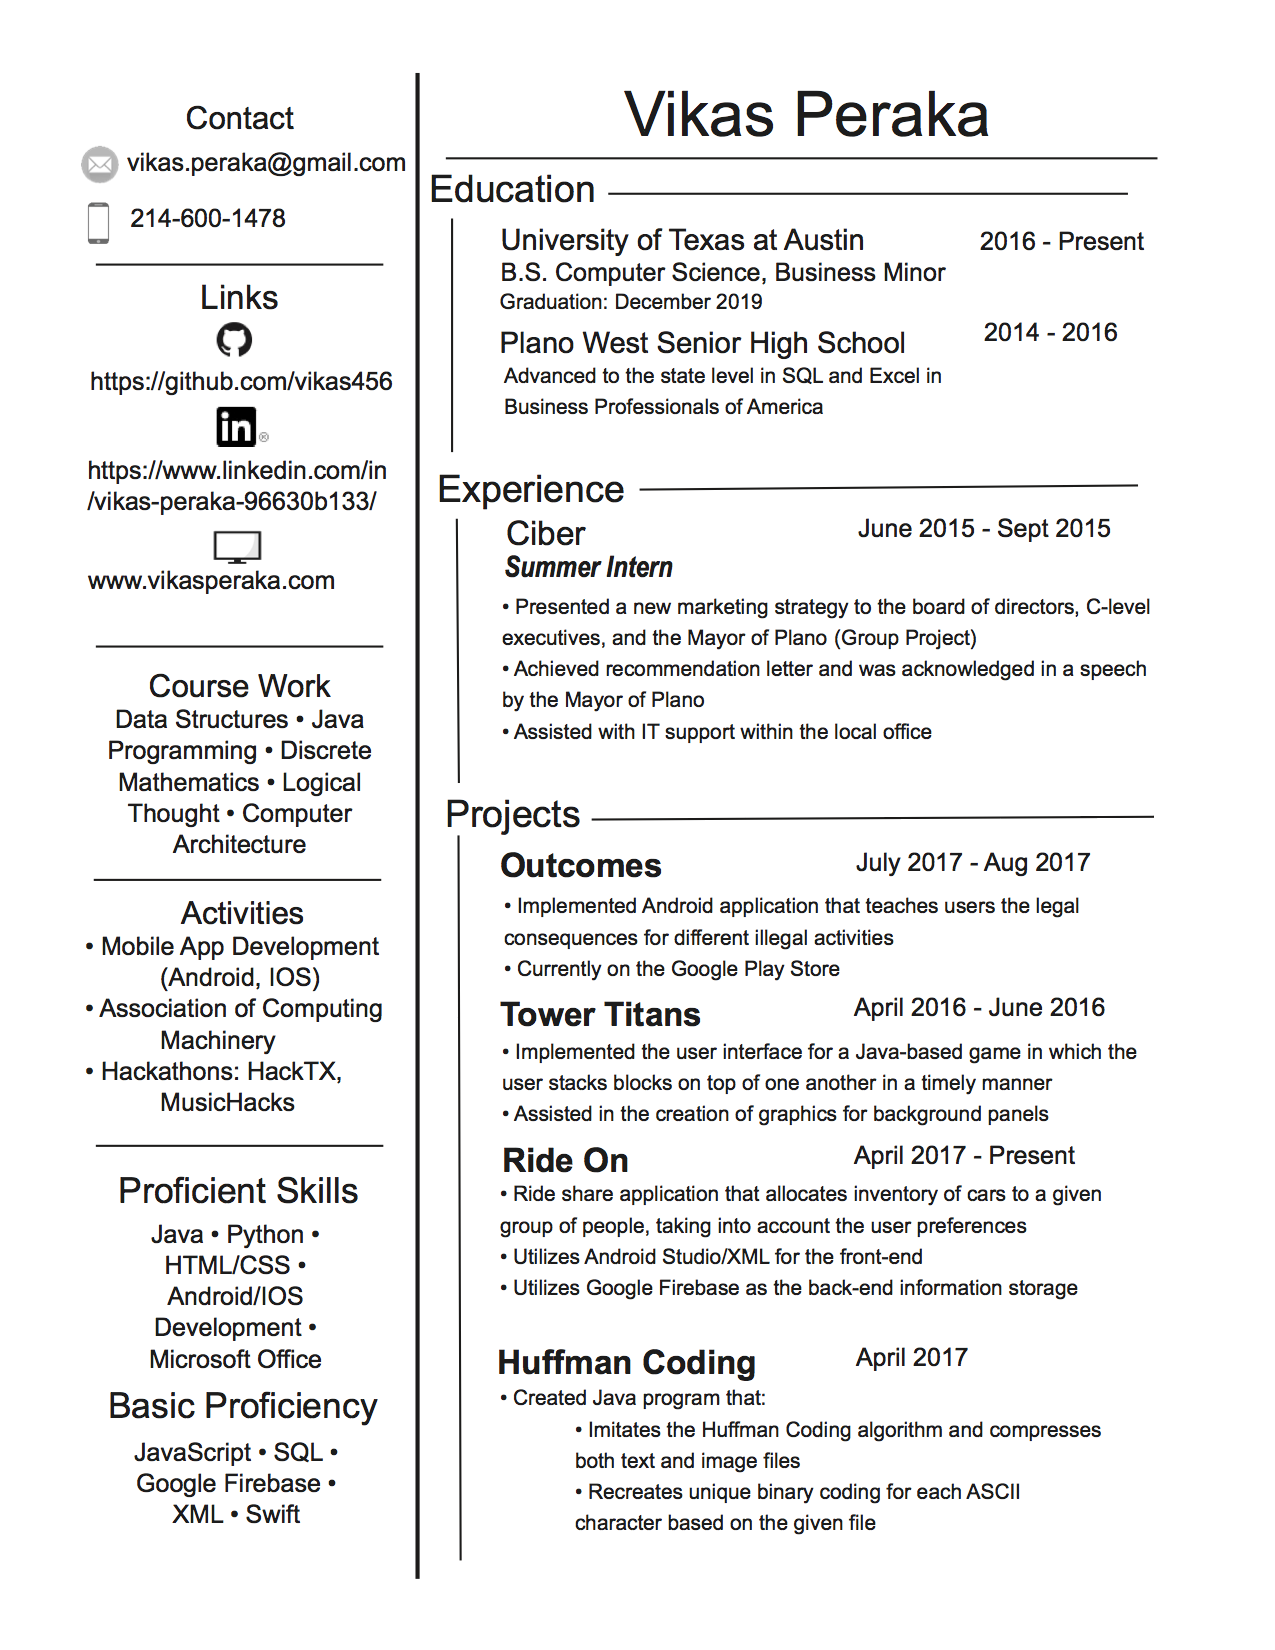 Contact
vikas.peraka@gmail.com
214-600-1478
Links
https://github.com/vikas456
in®
https://www.linkedin.com/in
/vikas-peraka-96630b133/
www.vikasperaka.com
Course Work
Data Structures • Java
Programming • Discrete
Mathematics • Logical
Thought • Computer
Architecture
Activities
• Mobile App Development
(Android, IOS)
• Association of Computing
Machinery
• Hackathons: HackTX,
MusicHacks
Proficient Skills
Java • Python •
HTML/CSS •
Android/IOS
Development •
Microsoft Office
Basic Proficiency
JavaScript • SQL •
Google Firebase •
XML • Swift
Vikas Peraka
Education
University of Texas at Austin 2016 - Present
B.S. Computer Science, Business Minor
Graduation: December 2019
Plano West Senior High School 2014 - 2016
Advanced to the state level in SQL and Excel in
Business Professionals of America
Experience
Ciber June 2015 - Sept 2015
Summer Intern
• Presented a new marketing strategy to the board of directors, C-level
executives, and the Mayor of Plano (Group Project)
• Achieved recommendation letter and was acknowledged in a speech
by the Mayor of Plano
• Assisted with IT support within the local office
Projects
Outcomes July 2017 - Aug 2017
• Implemented Android application that teaches users the legal
consequences for different illegal activities
• Currently on the Google Play Store
Tower Titans April 2016 - June 2016
• Implemented the user interface for a Java-based game in which the
user stacks blocks on top of one another in a timely manner
• Assisted in the creation of graphics for background panels
Ride On April 2017 - Present
• Ride share application that allocates inventory of cars to a given
group of people, taking into account the user preferences
• Utilizes Android Studio/XML for the front-end
• Utilizes Google Firebase as the back-end information storage
Huffman Coding April 2017
• Created Java program that:
• Imitates the Huffman Coding algorithm and compresses
both text and image files
• Recreates unique binary coding for each ASCII
character based on the given file